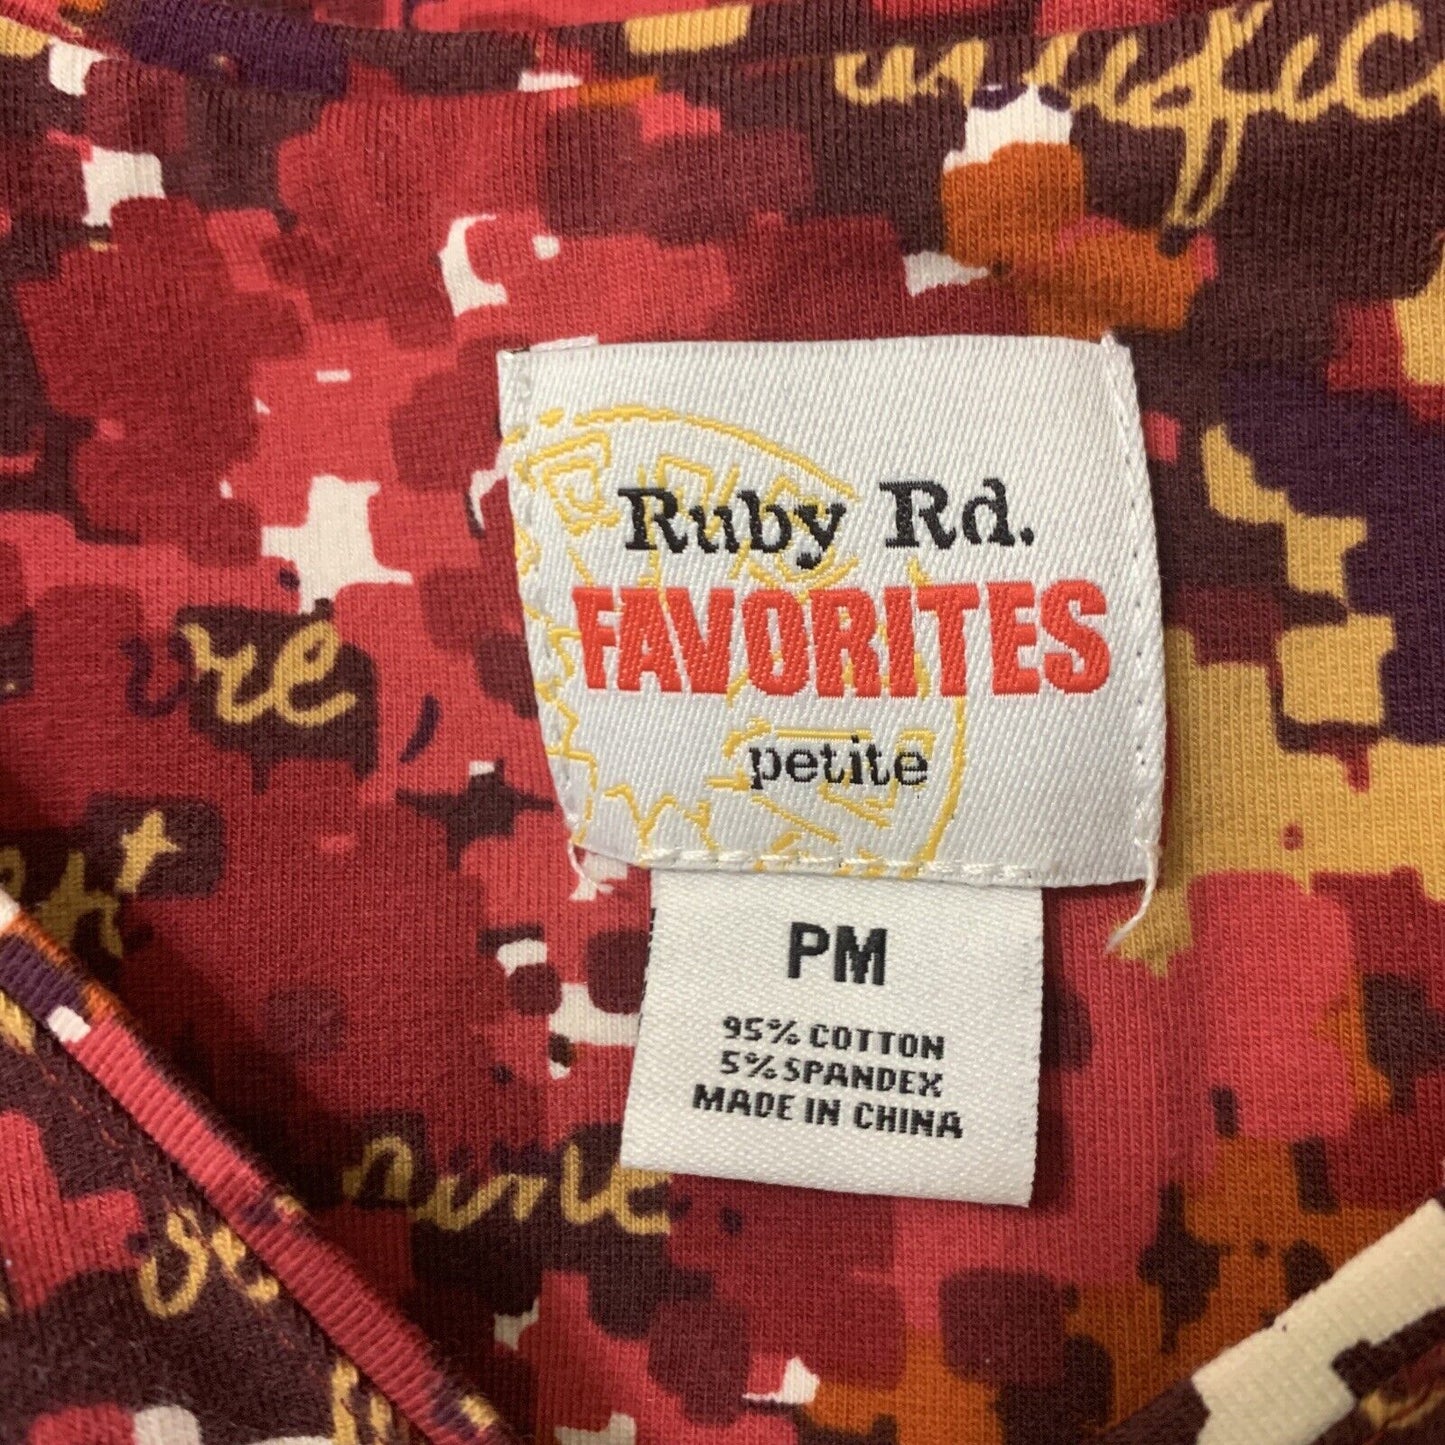 Ruby Rd.
FAVORITES
petite
PM
95% COTTON
5% SPANDEX
MADE IN CHINA